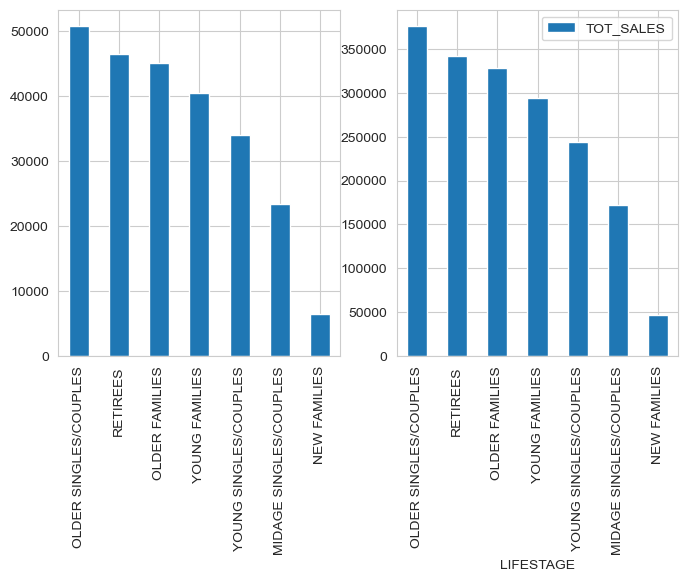 50000
40000
30000
20000
10000
0
OLDER SINGLES/COUPLES
RETIREES
OLDER FAMILIES
YOUNG FAMILIES
YOUNG SINGLES/COUPLES
MIDAGE SINGLES/COUPLES
NEW FAMILIES
TOT_SALES
350000
300000
250000
200000
150000
100000
50000
0
OLDER SINGLES/COUPLES
RETIREES
OLDER FAMILIES
YOUNG FAMILIES
YOUNG SINGLES/COUPLES
MIDAGE SINGLES/COUPLES
NEW FAMILIES
LIFESTAGE